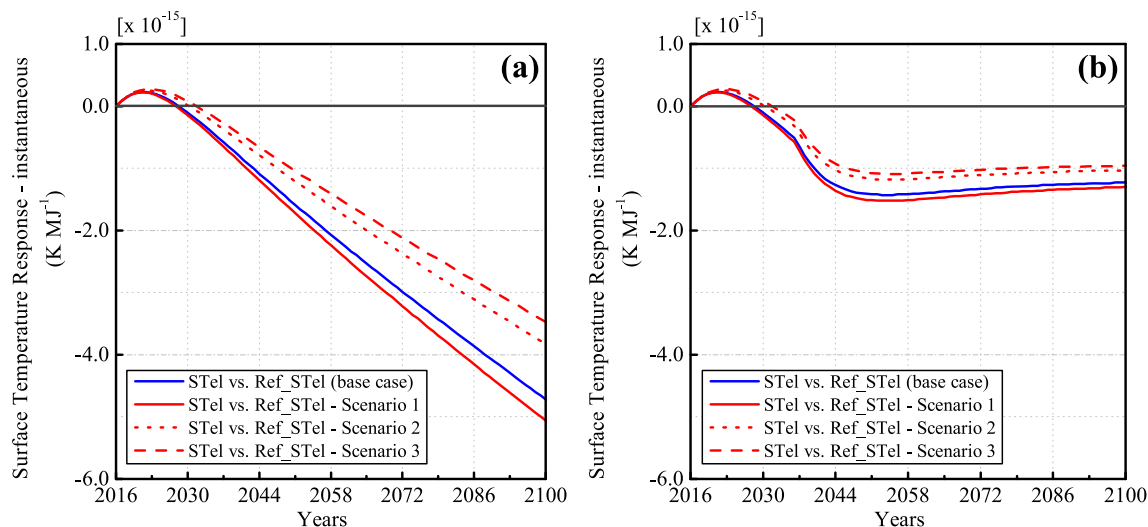 [x 10⁻¹⁵]
1.0
0.0
-2.0
-4.0
-6.0
Surface Temperature Response - instantaneous
(K MJ⁻¹)
(a)
STel vs. Ref_STel (base case)
STel vs. Ref_STel - Scenario 1
STel vs. Ref_STel - Scenario 2
STel vs. Ref_STel - Scenario 3
2016 2030 2044 2058 2072 2086 2100
Years
[x 10⁻¹⁵]
1.0
0.0
-2.0
-4.0
-6.0
Surface Temperature Response - instantaneous
(K MJ⁻¹)
(b)
STel vs. Ref_STel (base case)
STel vs. Ref_STel - Scenario 1
STel vs. Ref_STel - Scenario 2
STel vs. Ref_STel - Scenario 3
2016 2030 2044 2058 2072 2086 2100
Years